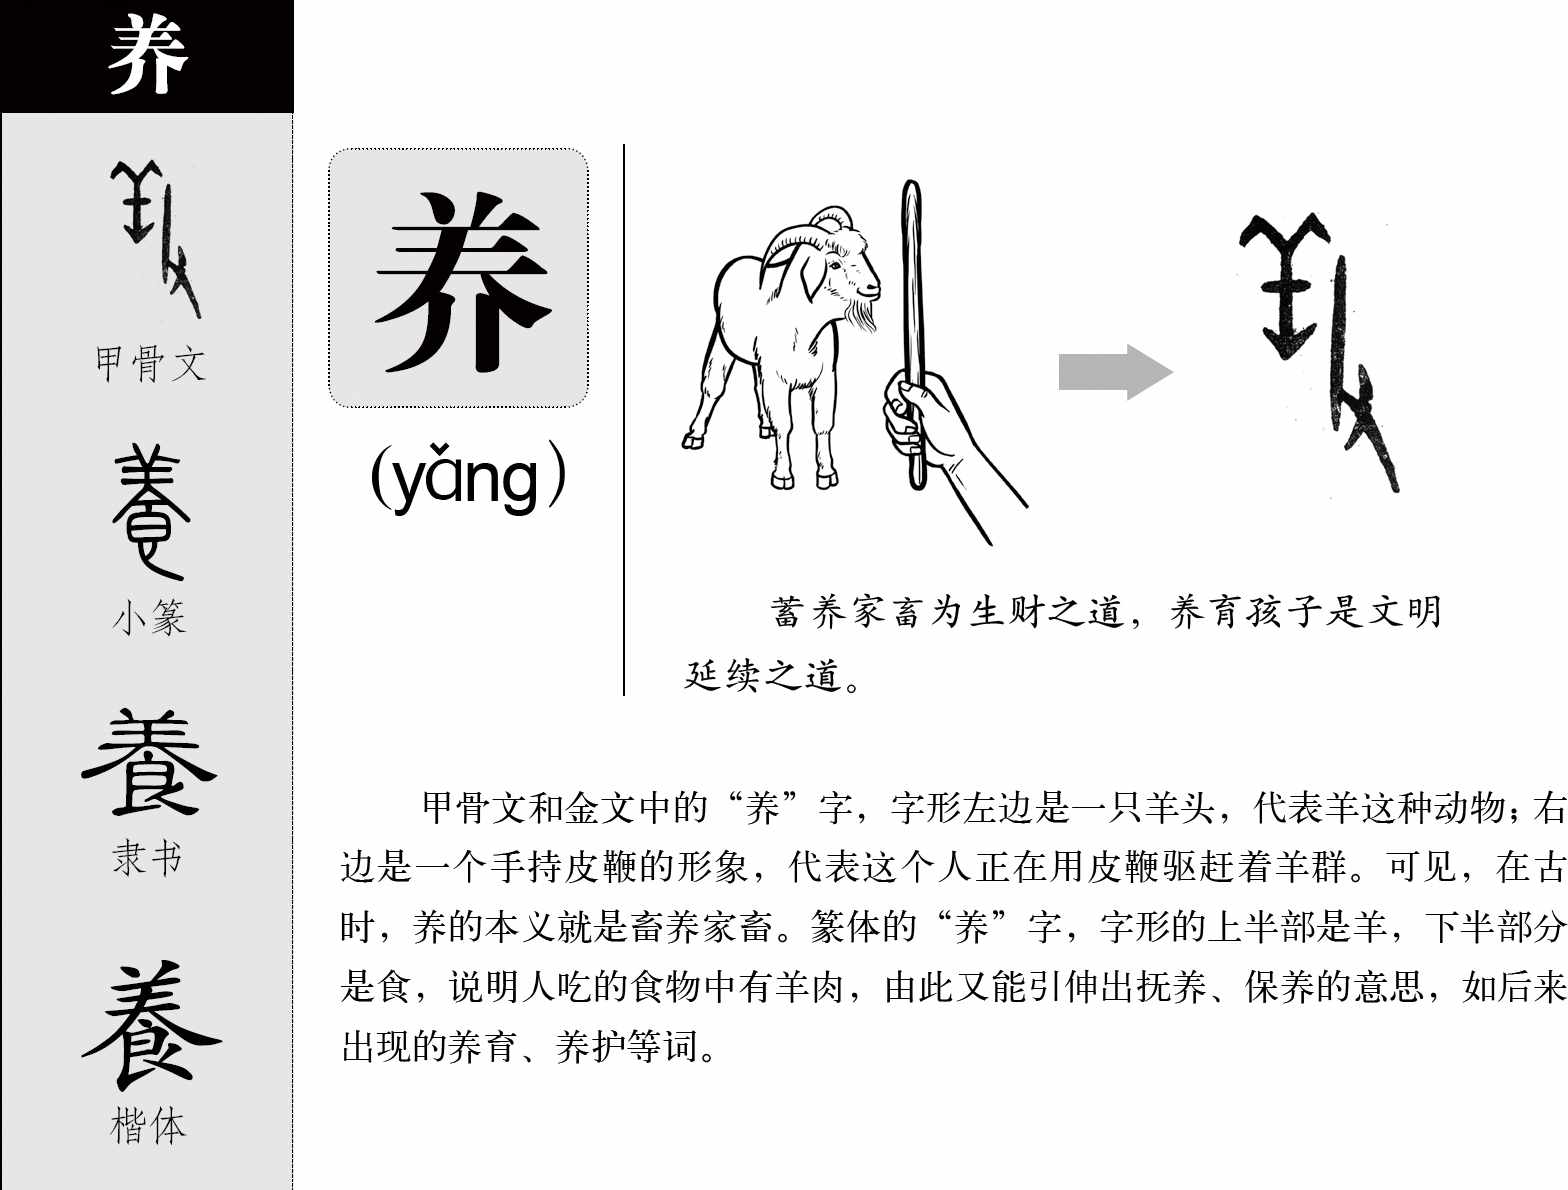 养
甲骨文
養
小篆
養
隶书
養
楷体
养
(yǎng)
蓄养家畜为生财之道，养育孩子是文明
延续之道。
甲骨文和金文中的“养”字，字形左边是一只羊头，代表羊这种动物；右
边是一个手持皮鞭的形象，代表这个人正在用皮鞭驱赶着羊群。可见，在古
时，养的本义就是畜养家畜。篆体的“养”字，字形的上半部是羊，下半部分
是食，说明人吃的食物中有羊肉，由此又能引伸出抚养、保养的意思，如后来
出现的养育、养护等词。